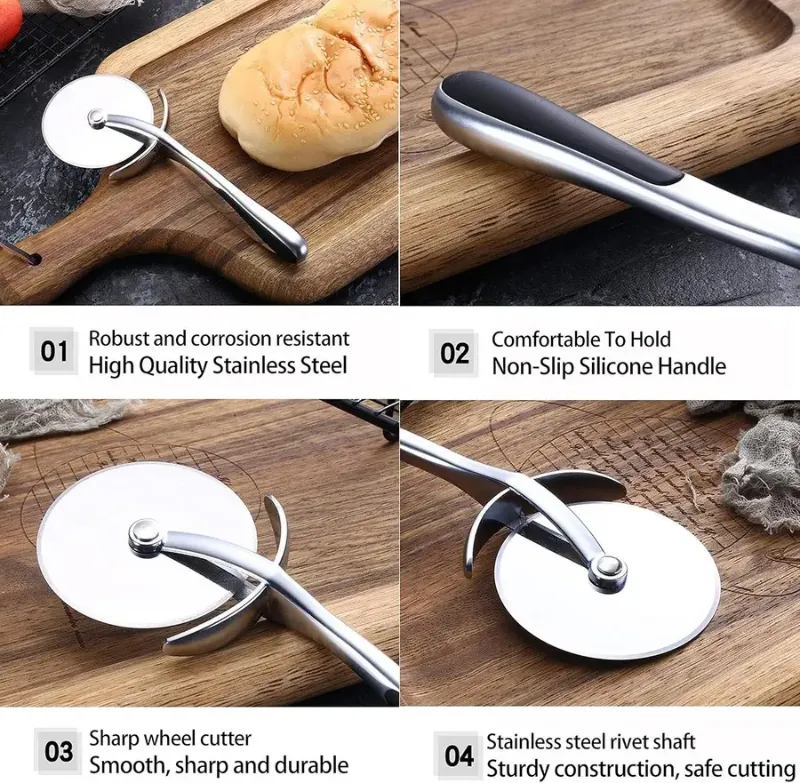 01
Robust and corrosion resistant
High Quality Stainless Steel
02
Comfortable To Hold
Non-Slip Silicone Handle
03
Sharp wheel cutter
Smooth, sharp and durable
04
Stainless steel rivet shaft
Sturdy construction, safe cutting